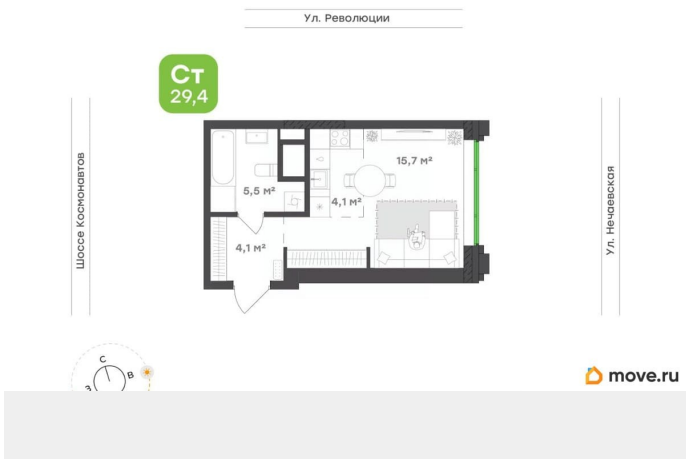 Ул. Революции
Ст
29,4
Шоссе Космонавтов
Ул. Нечаевская
15,7 м²
5,5 м²
4,1 м²
4,1 м²
С
В
З
move.ru